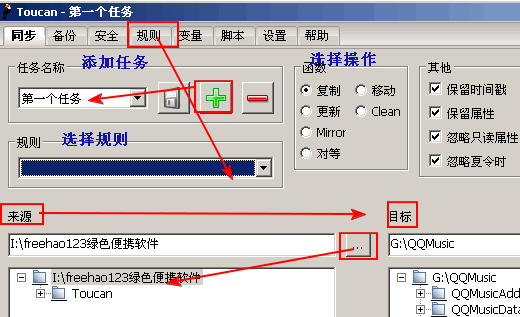 Toucan - 第一个任务
同步 备份 安全 规则 变量 脚本 设置 帮助
任务名称 添加任务
第一个任务
规则 选择规则
函数 选择操作
复制 移动
更新 Clean
Mirror
对等
其他
保留时间戳
保留属性
忽略只读属性
忽略夏令时
来源 目标
I:\freehao123绿色便携软件 ... G:\QQMusic
I:\freehao123绿色便携软件
Toucan
G:\QQMusic
QQMusicAdd
QQMusicData